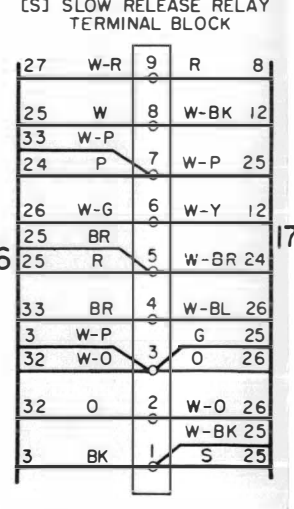 [S] SLOW RELEASE RELAY
TERMINAL BLOCK
27 W-R 9 R 8
25 W 8 W-BK 12
33 W-P
24 P 7 W-P 25
26 W-G 6 W-Y 12
25 BR 17
6 25 R 5 W-BR 24
33 BR 4 W-BL 26
3 W-P G 25
32 W-O 3 O 26
32 O 2 W-O 26
W-BK 25
3 BK 1 S 25